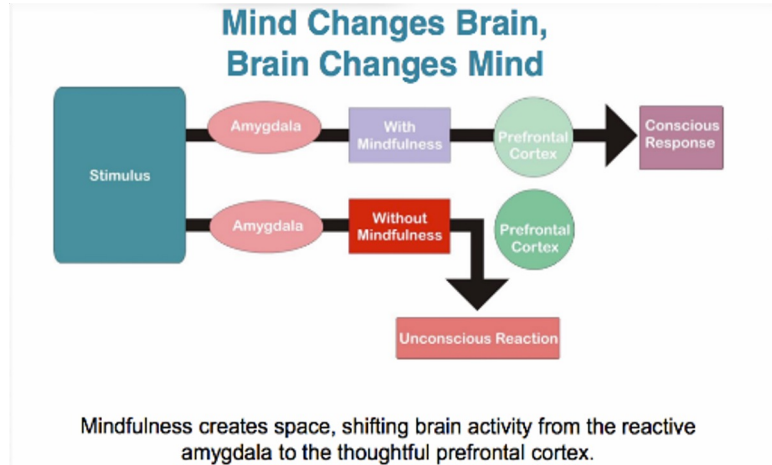 Mind Changes Brain,
Brain Changes Mind
Stimulus
Amygdala
With
Mindfulness
Prefrontal
Cortex
Conscious
Response
Amygdala
Without
Mindfulness
Prefrontal
Cortex
Unconscious Reaction
Mindfulness creates space, shifting brain activity from the reactive
amygdala to the thoughtful prefrontal cortex.